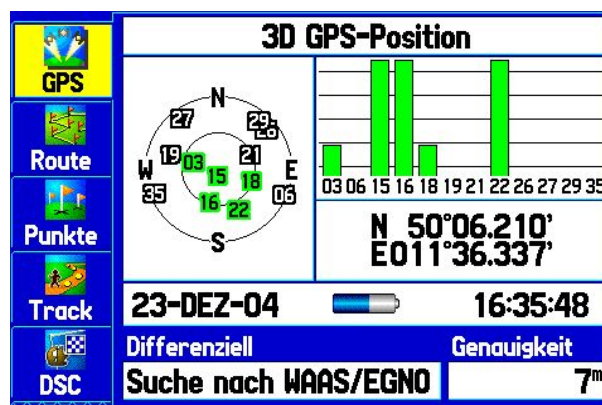 3D GPS-Position
GPS
Route
Punkte
Track
DSC
N
27
29
19
03
21
W
E
15
18
35
06
16
22
S
03 06 15 16 18 19 21 22 26 27 29 35
N 50°06.210'
E011°36.337'
23-DEZ-04
16:35:48
Differenziell
Genauigkeit
Suche nach WAAS/EGNO
7m